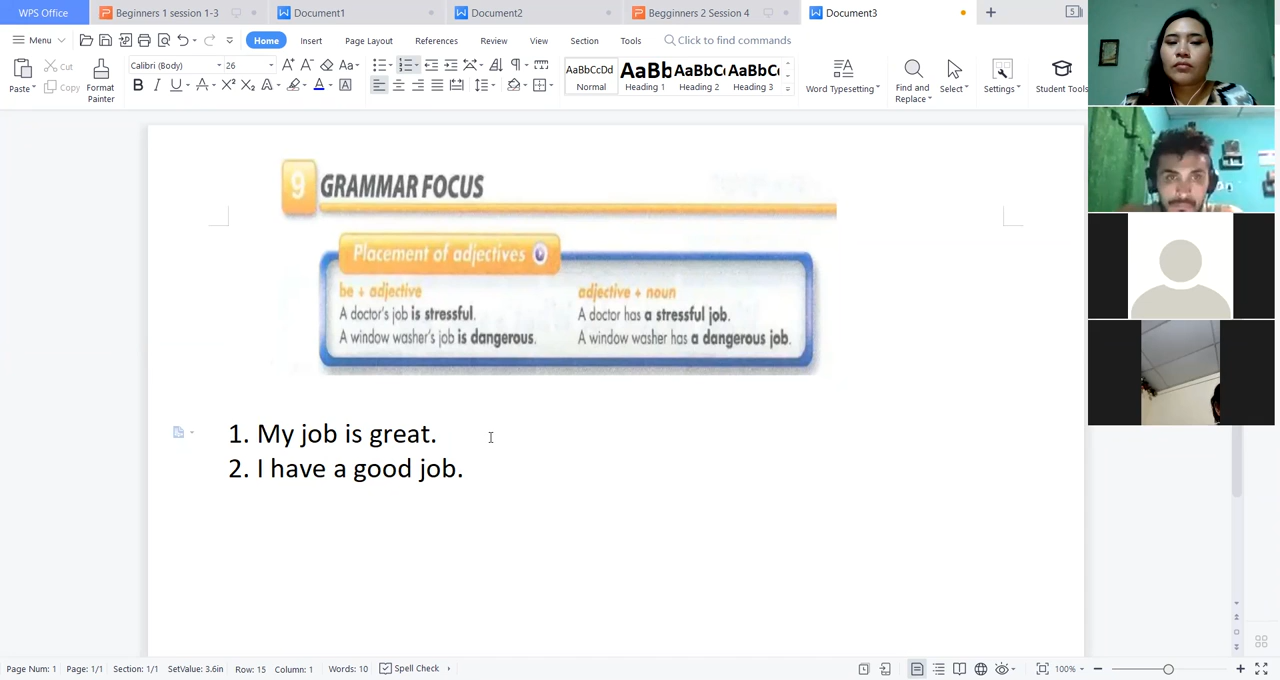 WPS Office
Beginners 1 session 1-3
Document1
Document2
Begginers 2 Session 4
Document3
5
Menu
Home
Insert
Page Layout
References
Review
View
Section
Tools
Click to find commands
Paste
Cut
Copy
Format
Painter
Calibri (Body)
26
AaBbCcDd
Normal
AaBb
Heading 1
AaBbC
Heading 2
AaBbC
Heading 3
Word Typesetting
Find and
Replace
Select
Settings
Student Tools
9 GRAMMAR FOCUS
Placement of adjectives
be + adjective
A doctor's job is stressful.
A window washer's job is dangerous.
adjective + noun
A doctor has a stressful job.
A window washer has a dangerous job.
1. My job is great.
2. I have a good job.
Page Num: 1 Page: 1/1 Section: 1/1 SetValue: 3.6in Row: 15 Column: 1 Words: 10 Spell Check
100%